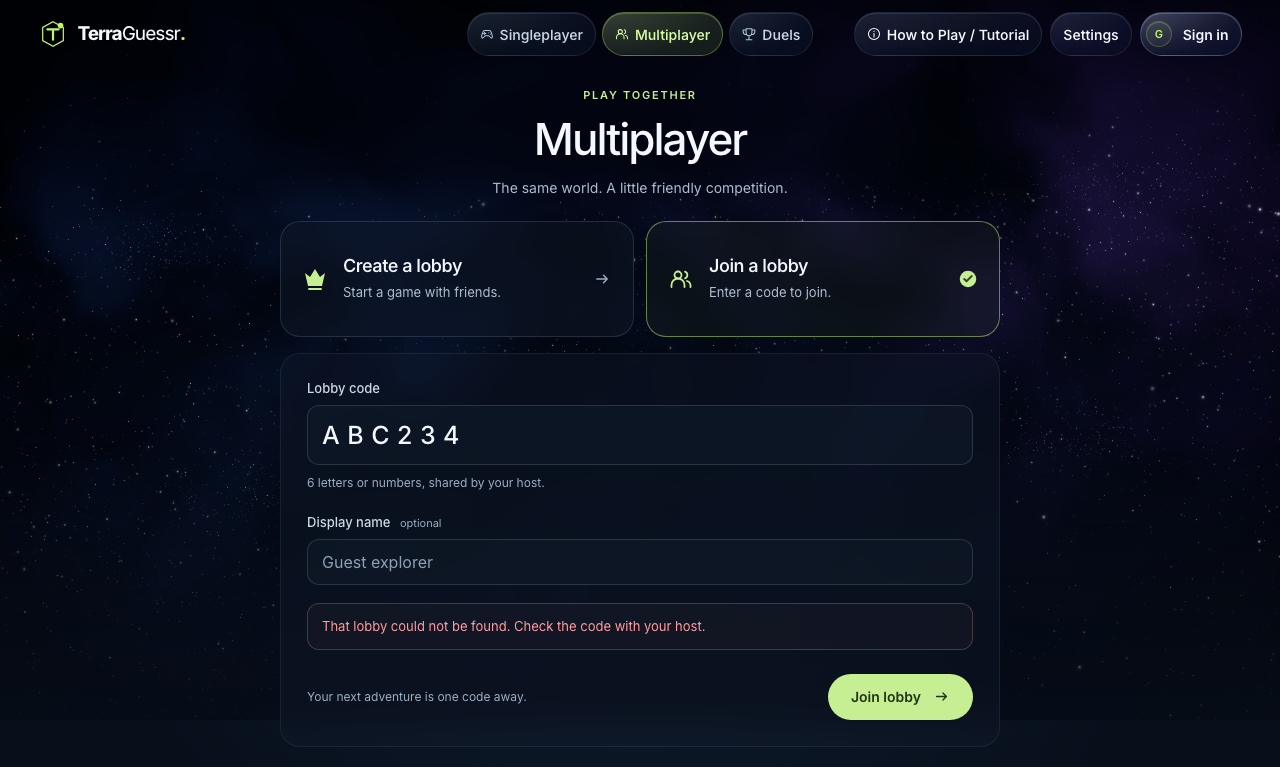 TerraGuessr.
Singleplayer
Multiplayer
Duels
How to Play / Tutorial
Settings
G
Sign in
PLAY TOGETHER
Multiplayer
The same world. A little friendly competition.
Create a lobby
Start a game with friends.
Join a lobby
Enter a code to join.
Lobby code
ABC234
6 letters or numbers, shared by your host.
Display name optional
Guest explorer
That lobby could not be found. Check the code with your host.
Your next adventure is one code away.
Join lobby